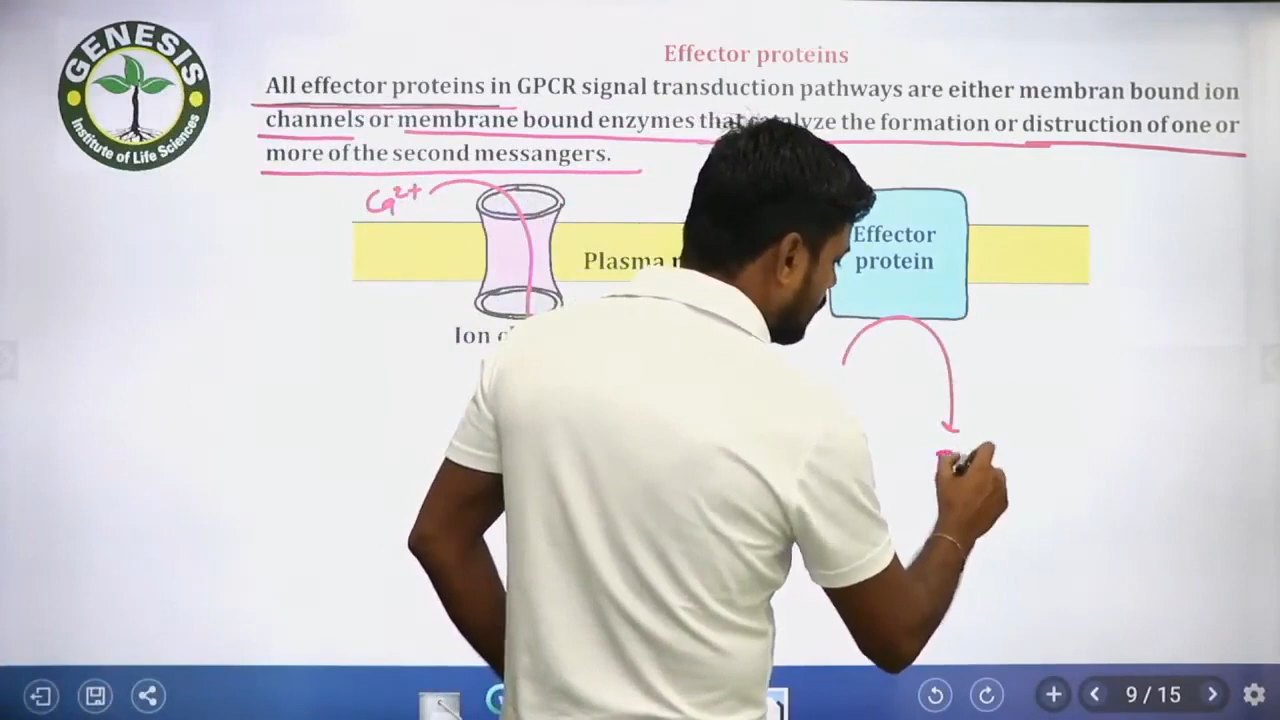 GENESIS
Institute of Life Sciences
Effector proteins
All effector proteins in GPCR signal transduction pathways are either membran bound ion
channels or membrane bound enzymes that catalyze the formation or distruction of one or
more of the second messangers.
Ca2+
Effector
protein
Plasma
Ion
9 / 15